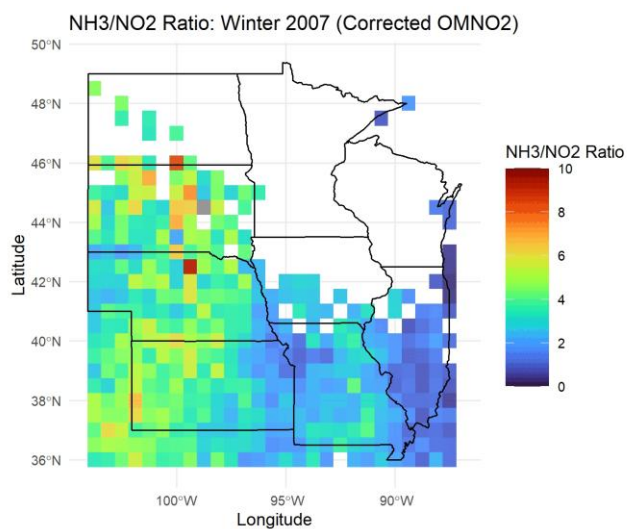 NH3/NO2 Ratio: Winter 2007 (Corrected OMNO2)
50°N
48°N
46°N
44°N
42°N
40°N
38°N
36°N
Latitude
100°W
95°W
90°W
Longitude
NH3/NO2 Ratio
10
8
6
4
2
0